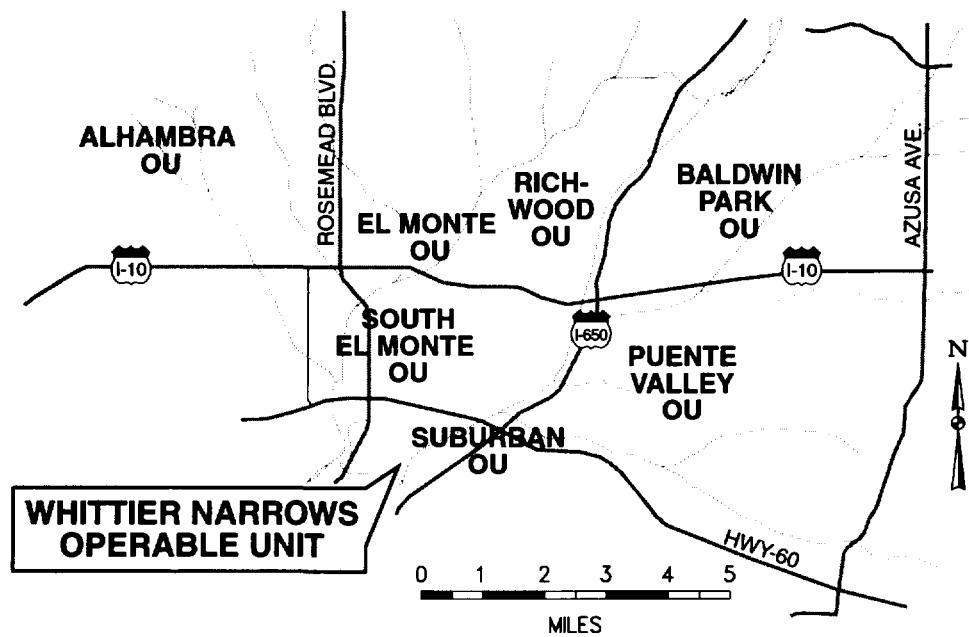 ALHAMBRA
OU
ROSEMEAD BLVD.
EL MONTE
OU
RICH-
WOOD
OU
BALDWIN
PARK
OU
AZUSA AVE.
I-10
I-10
SOUTH
EL MONTE
OU
I-650
PUENTE
VALLEY
OU
N
SUBURBAN
OU
WHITTIER NARROWS
OPERABLE UNIT
HWY-60
0 1 2 3 4 5
MILES